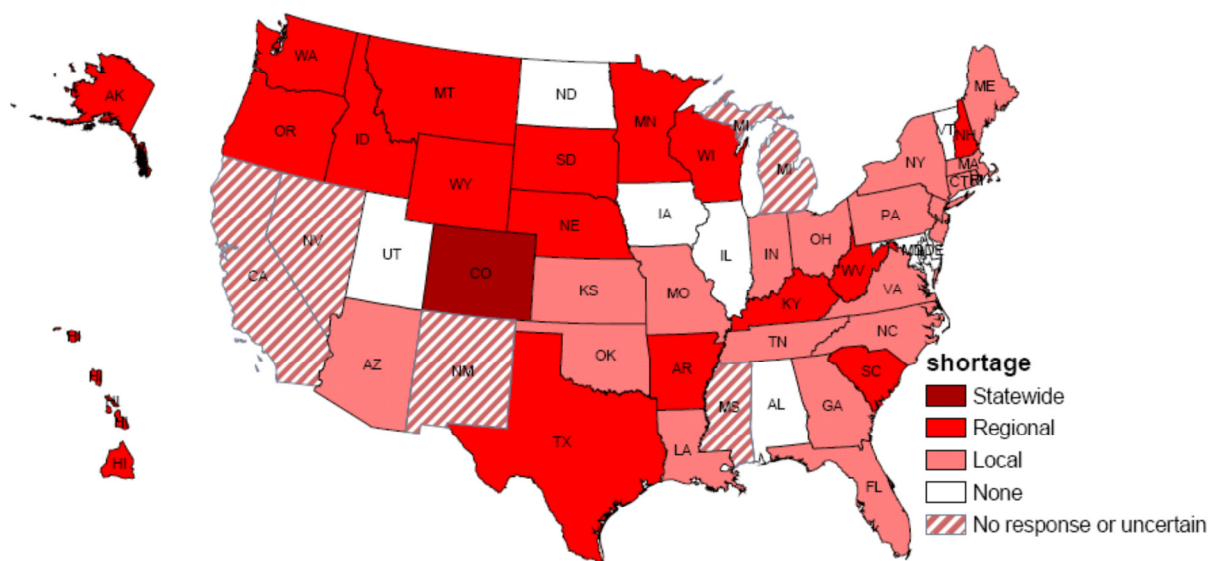 WA
MT
ND
MN
ME
AK
OR
ID
SD
WI
MI
VT
NH
WY
NY
MA
MI
CT
RI
NE
IA
PA
NV
UT
IL
IN
OH
CA
CO
WV
KS
MO
KY
VA
AZ
NM
OK
TN
NC
AR
SC
MS
AL
GA
TX
LA
FL
HI
HI
HI
HI
shortage
Statewide
Regional
Local
None
No response or uncertain